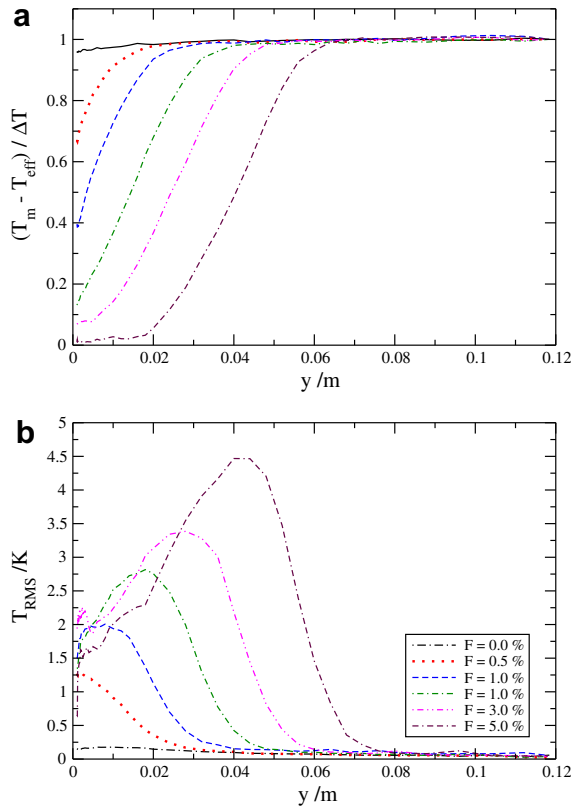 a
1
0.8
0.6
0.4
0.2
0
(T_m - T_eff) / ΔT
0 0.02 0.04 0.06 0.08 0.1 0.12
y /m
b
5
4.5
4
3.5
3
2.5
2
1.5
1
0.5
0
T_RMS /K
F = 0.0 %
F = 0.5 %
F = 1.0 %
F = 1.0 %
F = 3.0 %
F = 5.0 %
0 0.02 0.04 0.06 0.08 0.1 0.12
y /m